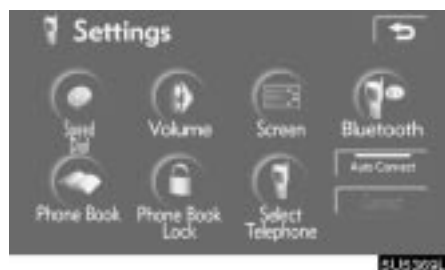 Settings
Speed
Dial
Volume
Screen
Bluetooth
Auto Connect
Phone Book
Phone Book
Lock
Select
Telephone